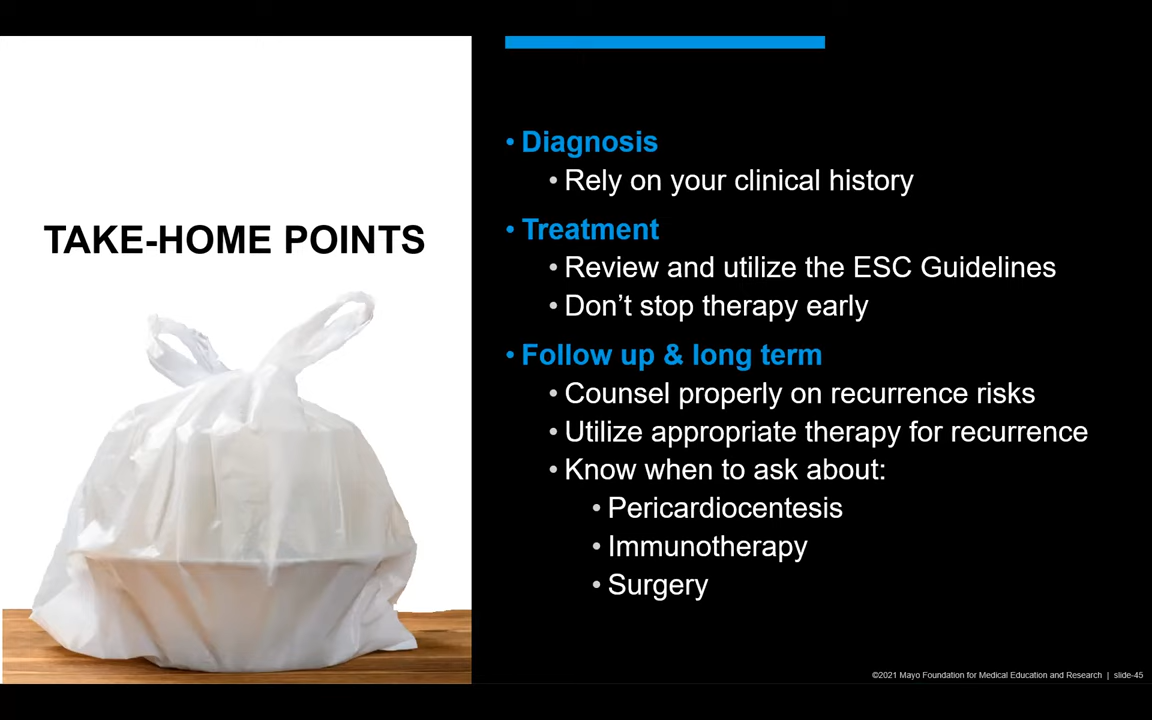 TAKE-HOME POINTS
• Diagnosis
• Rely on your clinical history
• Treatment
• Review and utilize the ESC Guidelines
• Don’t stop therapy early
• Follow up & long term
• Counsel properly on recurrence risks
• Utilize appropriate therapy for recurrence
• Know when to ask about:
• Pericardiocentesis
• Immunotherapy
• Surgery
©2021 Mayo Foundation for Medical Education and Research | slide-45